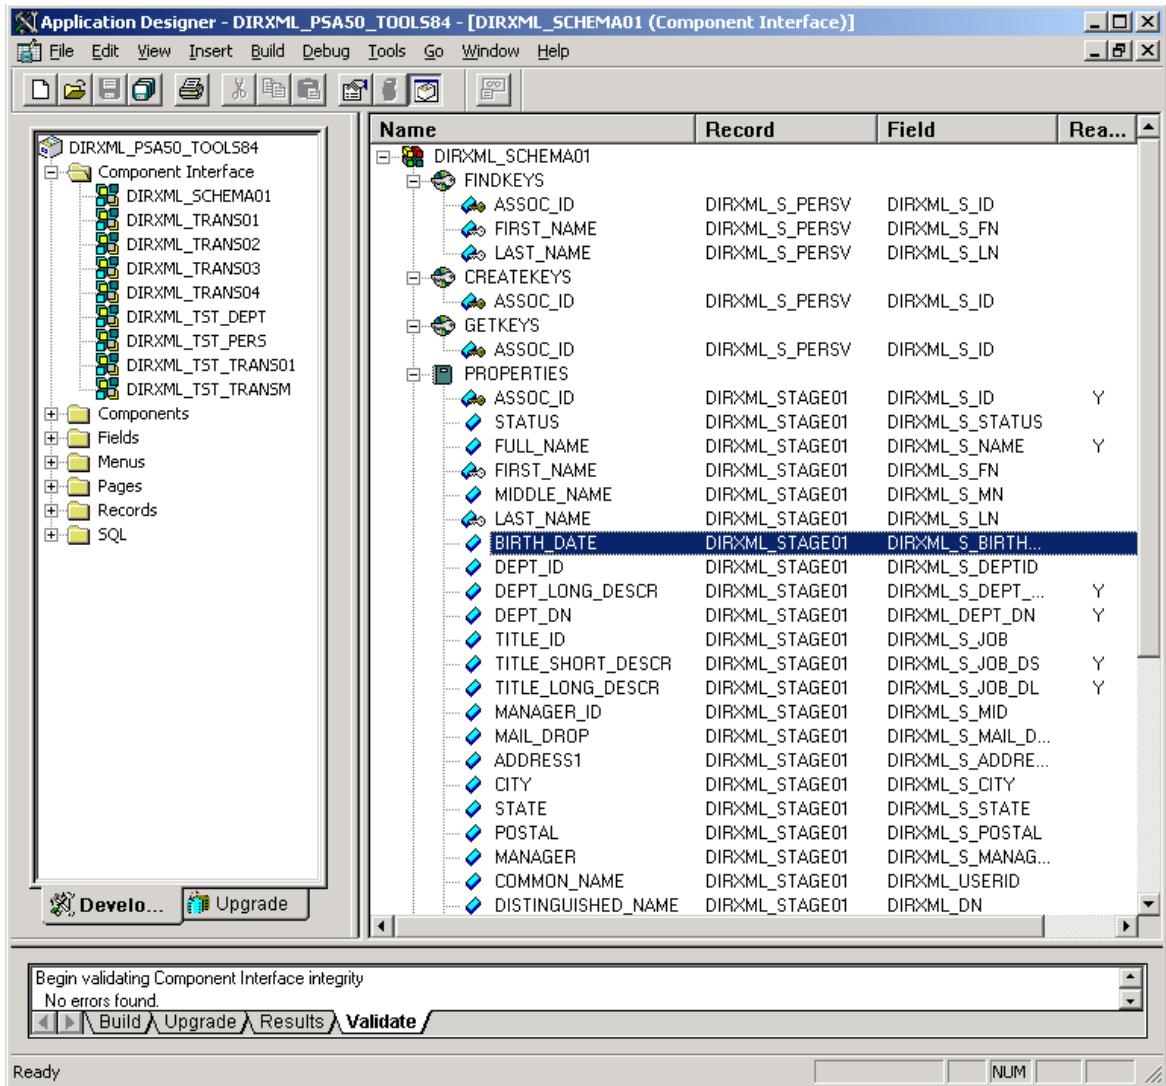 Application Designer - DIRXML_PSA50_TOOLS84 - [DIRXML_SCHEMA01 (Component Interface)]
File Edit View Insert Build Debug Tools Go Window Help
DIRXML_PSA50_TOOLS84
Component Interface
DIRXML_SCHEMA01
DIRXML_TRANS01
DIRXML_TRANS02
DIRXML_TRANS03
DIRXML_TRANS04
DIRXML_TST_DEPT
DIRXML_TST_PERS
DIRXML_TST_TRANS01
DIRXML_TST_TRANSM
Components
Fields
Menus
Pages
Records
SQL
Develo... Upgrade
Name Record Field Rea...
DIRXML_SCHEMA01
FINDKEYS
ASSOC_ID DIRXML_S_PERSV DIRXML_S_ID
FIRST_NAME DIRXML_S_PERSV DIRXML_S_FN
LAST_NAME DIRXML_S_PERSV DIRXML_S_LN
CREATEKEYS
ASSOC_ID DIRXML_S_PERSV DIRXML_S_ID
GETKEYS
ASSOC_ID DIRXML_S_PERSV DIRXML_S_ID
PROPERTIES
ASSOC_ID DIRXML_STAGE01 DIRXML_S_ID Y
STATUS DIRXML_STAGE01 DIRXML_S_STATUS
FULL_NAME DIRXML_STAGE01 DIRXML_S_NAME Y
FIRST_NAME DIRXML_STAGE01 DIRXML_S_FN
MIDDLE_NAME DIRXML_STAGE01 DIRXML_S_MN
LAST_NAME DIRXML_STAGE01 DIRXML_S_LN
BIRTH_DATE DIRXML_STAGE01 DIRXML_S_BIRTH...
DEPT_ID DIRXML_STAGE01 DIRXML_S_DEPTID
DEPT_LONG_DESCR DIRXML_STAGE01 DIRXML_S_DEPT_... Y
DEPT_DN DIRXML_STAGE01 DIRXML_DEPT_DN Y
TITLE_ID DIRXML_STAGE01 DIRXML_S_JOB
TITLE_SHORT_DESCR DIRXML_STAGE01 DIRXML_S_JOB_DS Y
TITLE_LONG_DESCR DIRXML_STAGE01 DIRXML_S_JOB_DL Y
MANAGER_ID DIRXML_STAGE01 DIRXML_S_MID
MAIL_DROP DIRXML_STAGE01 DIRXML_S_MAIL_D...
ADDRESS1 DIRXML_STAGE01 DIRXML_S_ADDRE...
CITY DIRXML_STAGE01 DIRXML_S_CITY
STATE DIRXML_STAGE01 DIRXML_S_STATE
POSTAL DIRXML_STAGE01 DIRXML_S_POSTAL
MANAGER DIRXML_STAGE01 DIRXML_S_MANAG...
COMMON_NAME DIRXML_STAGE01 DIRXML_USERID
DISTINGUISHED_NAME DIRXML_STAGE01 DIRXML_DN
Begin validating Component Interface integrity
No errors found.
Build Upgrade Results Validate
Ready NUM